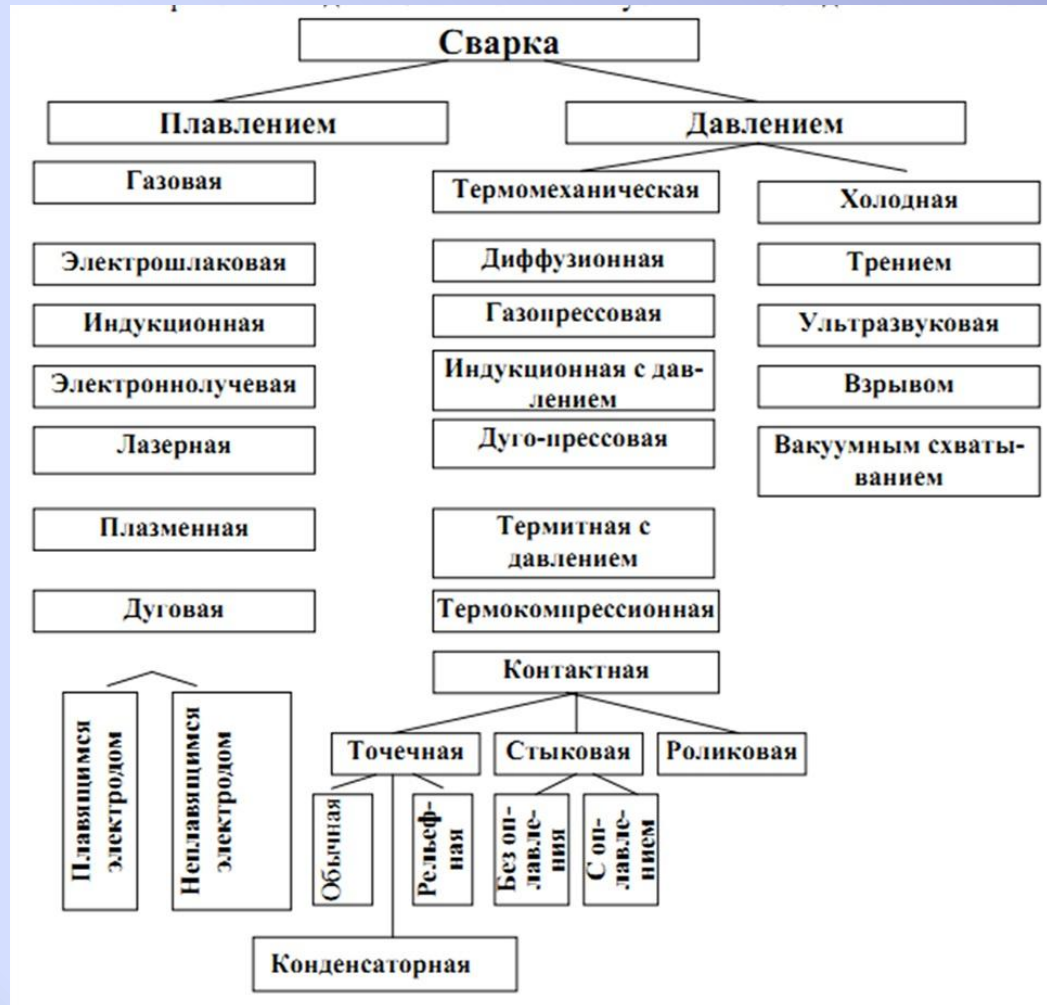 Сварка
Плавлением
Давлением
Газовая
Термомеханическая
Холодная
Электрошлаковая
Диффузионная
Трением
Индукционная
Газопрессовая
Ультразвуковая
Электроннолучевая
Индукционная с дав-
лением
Взрывом
Лазерная
Дуго-прессовая
Вакуумным схваты-
ванием
Плазменная
Термитная с
давлением
Дуговая
Термокомпрессионная
Контактная
Плавящимся
электродом
Неплавящимся
электродом
Точечная
Стыковая
Роликовая
Обычная
Рельеф-
ная
Без оп-
лавле-
ния
С оп-
лавле-
нием
Конденсаторная